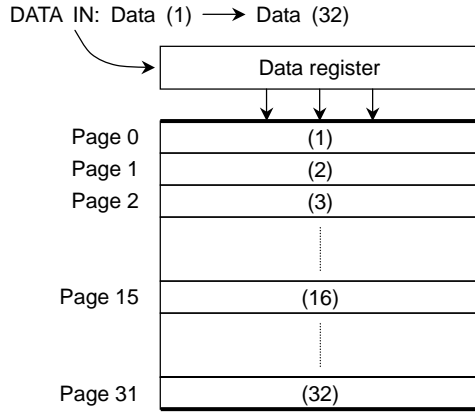 DATA IN: Data (1) → Data (32)
Data register
Page 0 (1)
Page 1 (2)
Page 2 (3)
Page 15 (16)
Page 31 (32)